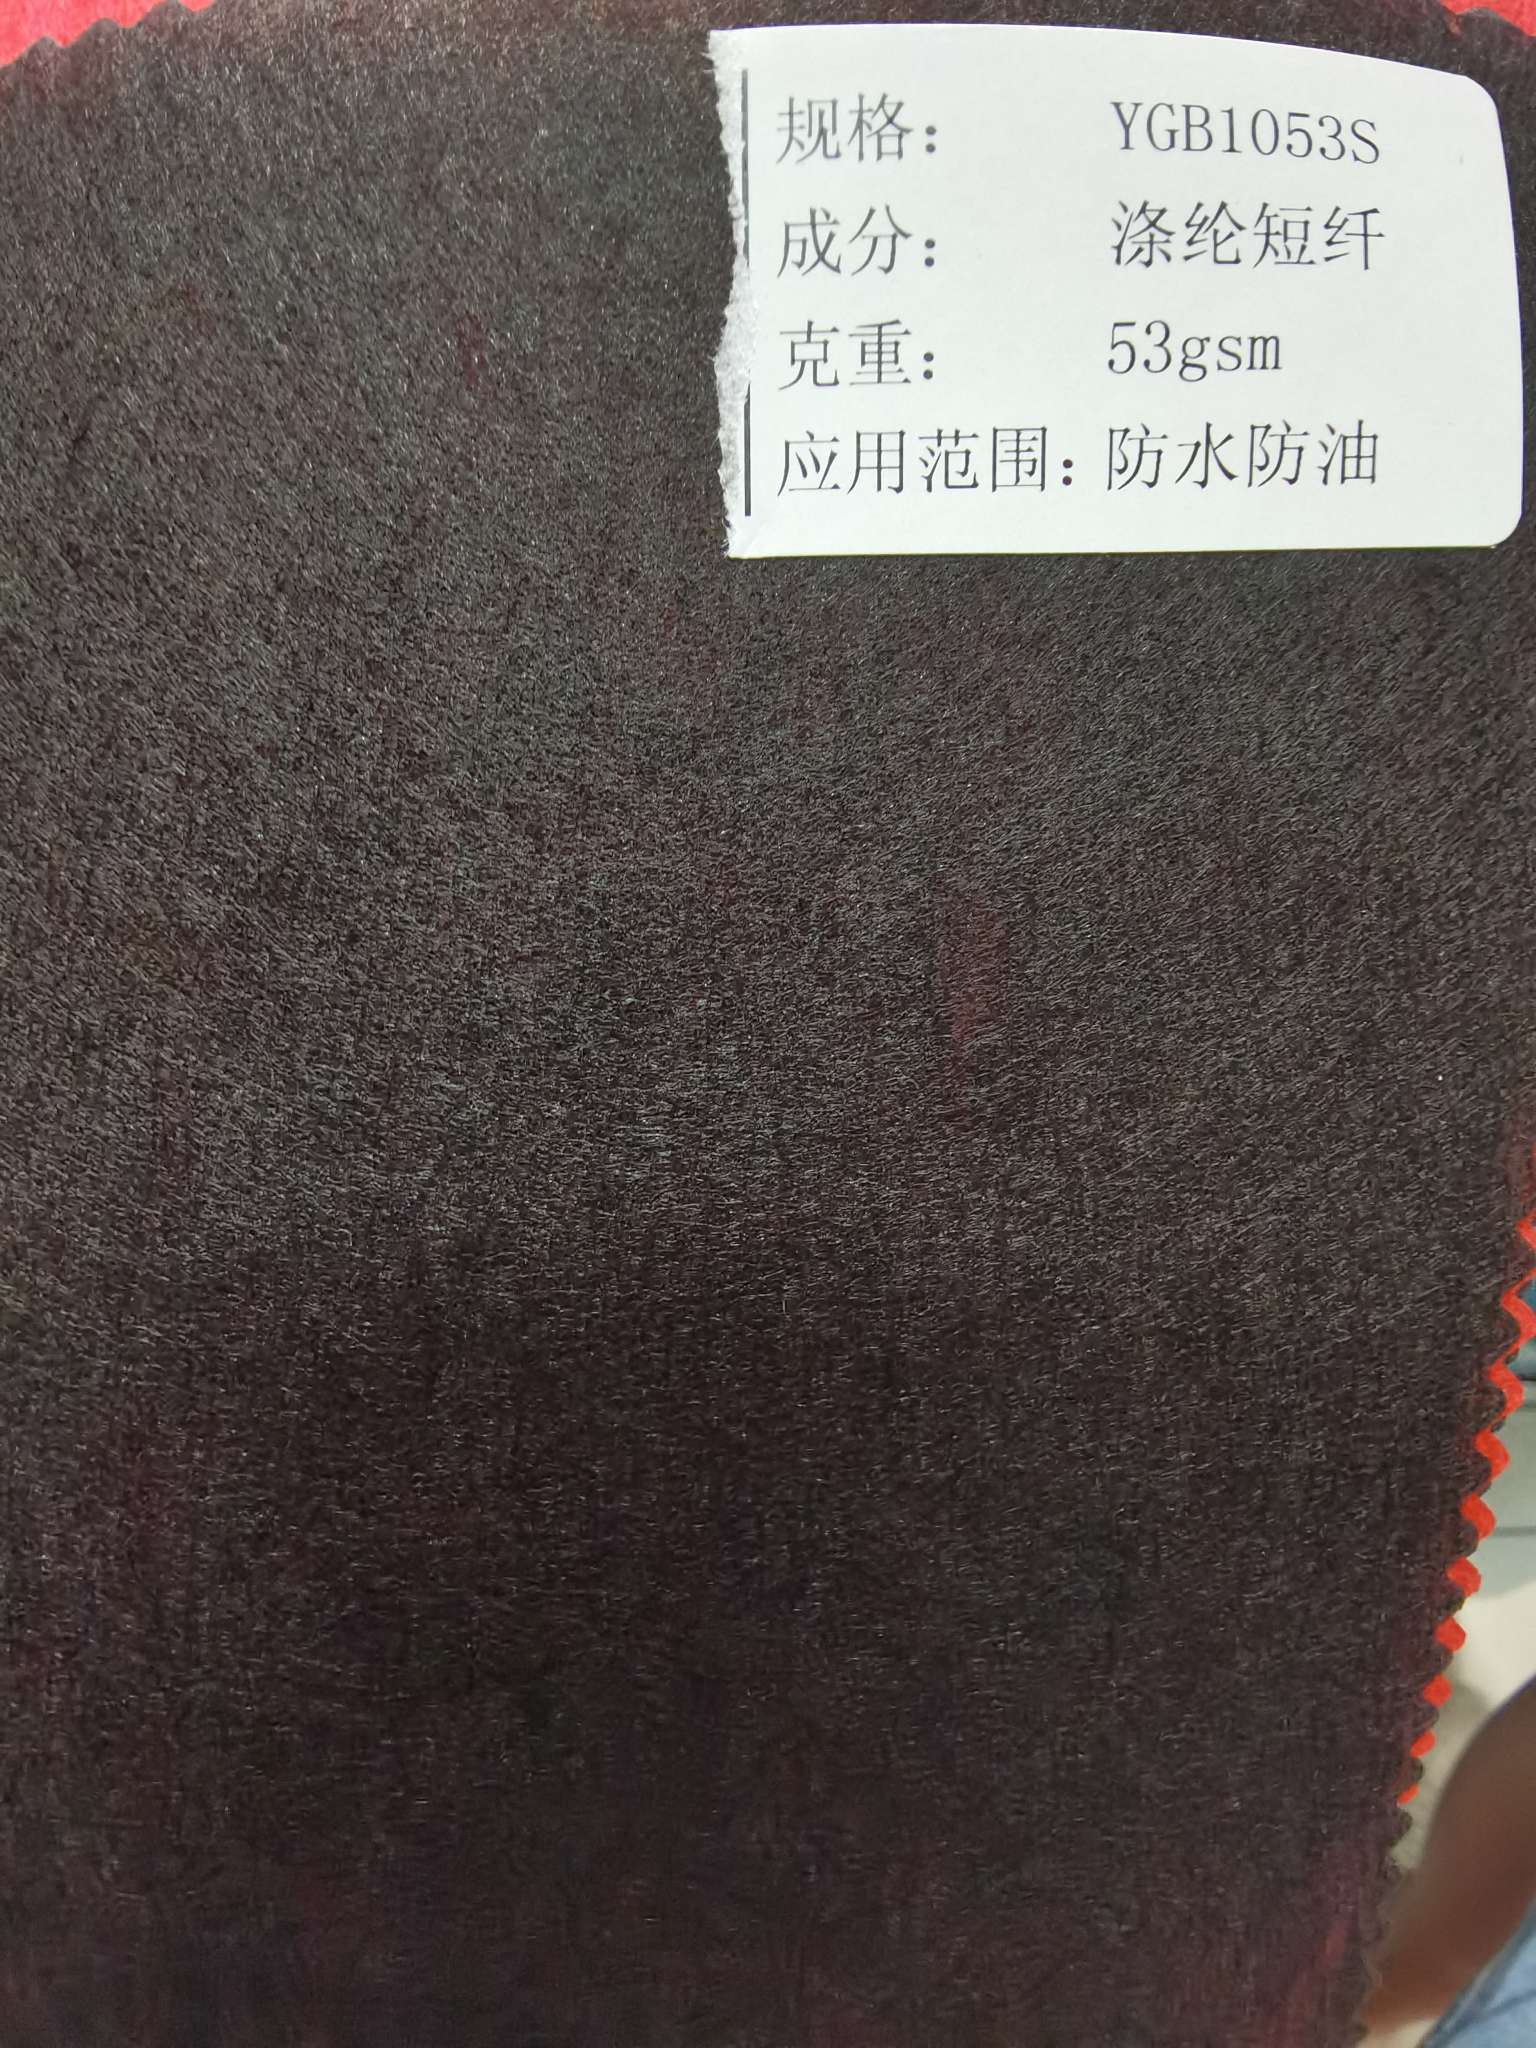 规格： YGB1053S
成分： 涤纶短纤
克重： 53gsm
应用范围：防水防油